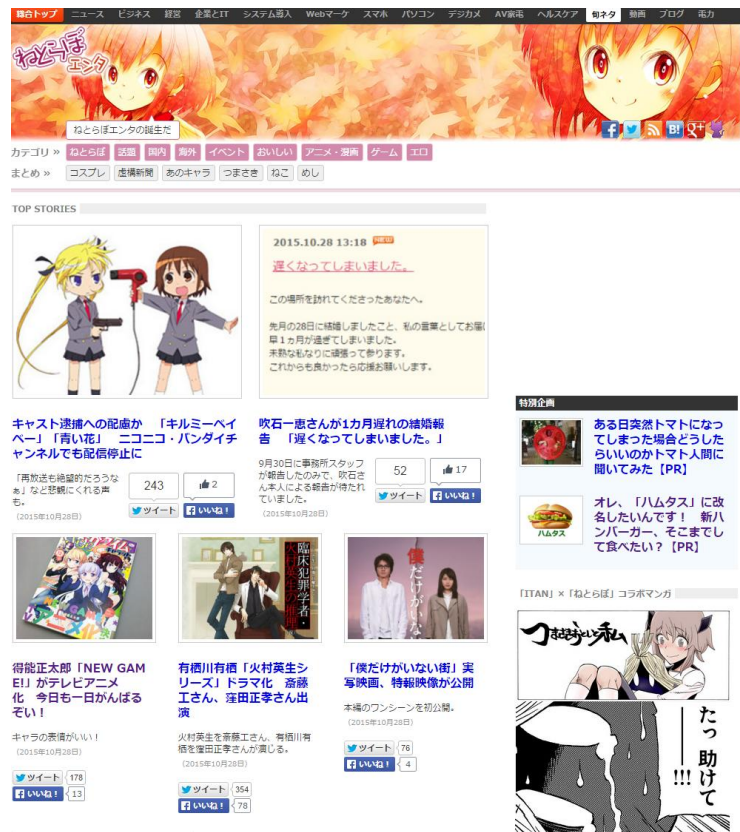 総合トップ ニュース ビジネス 経営 企業とIT システム導入 Webマーケ スマホ パソコン デジカメ AV家電 ヘルスケア 旬ネタ 動画 ブログ 電力
ねとらぼ
エンタ
ねとらぼエンタの誕生だ
カテゴリ » ねとらぼ 話題 国内 海外 イベント おいしい アニメ・漫画 ゲーム エロ
まとめ » コスプレ 虚構新聞 あのキャラ つまさき ねこ めし
TOP STORIES
2015.10.28 13:18 NEW
遅くなってしまいました。
この場所を訪れてくださったあなたへ。
先月の28日に結婚しましたこと、私の言葉としてお届
早1ヵ月が過ぎてしまいました。
未熟な私なりに頑張って参ります。
これからも良かったら応援お願いします。
キャスト逮捕への配慮か 「キルミーベイ
ベー」「青い花」 ニコニコ・バンダイチ
ャンネルでも配信停止に
「再放送も絶望的だろうな
ぁ」など悲観にくれる声
も。
(2015年10月28日)
243
2
ツイート
いいね！
吹石一恵さんが1カ月遅れの結婚報
告 「遅くなってしまいました。」
9月30日に事務所スタッフ
が報告したのみで、吹石さ
ん本人による報告が待たれ
ていました。
(2015年10月28日)
52
17
ツイート
いいね！
得能正太郎「NEW GAM
E!」がテレビアニメ
化 今日も一日がんばる
ぞい！
キャラの表情がいい！
(2015年10月28日)
ツイート 178
いいね！ 13
臨床犯罪学者・
火村英生の推理
有栖川有栖「火村英生シ
リーズ」ドラマ化 斎藤
工さん、窪田正孝さん出
演
火村英生を斎藤工さん、有栖川有
栖を窪田正孝さんが演じる。
(2015年10月28日)
ツイート 354
いいね！ 78
僕だけがいない
「僕だけがいない街」実
写映画、特報映像が公開
本編のワンシーンを初公開。
(2015年10月28日)
ツイート 76
いいね！ 4
特別企画
ある日突然トマトになっ
てしまった場合どうした
らいいのかトマト人間に
聞いてみた【PR】
ハムタス
オレ、「ハムタス」に改
名したいんです！ 新ハ
ンバーガー、そこまでし
て食べたい？【PR】
「ITAN」×「ねとらぼ」コラボマンガ
つまさきおとしと私
たっ 助けて
――!!!